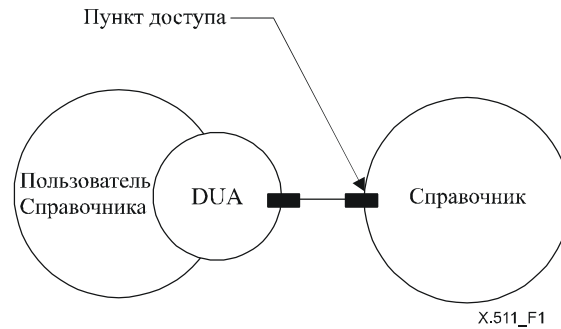 Пункт доступа
Пользователь
Справочника
DUA
Справочник
X.511_F1